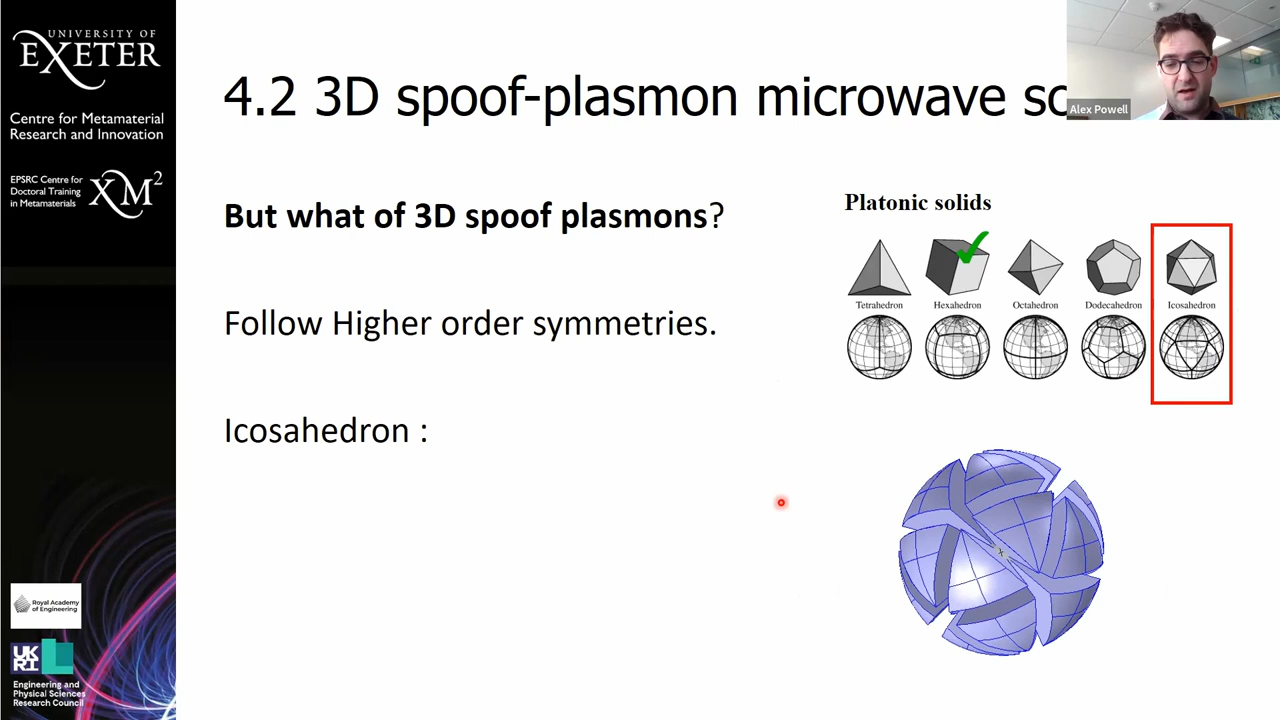 UNIVERSITY OF
EXETER
Centre for Metamaterial
Research and Innovation
EPSRC Centre for
Doctoral Training
in Metamaterials
XM2
4.2 3D spoof-plasmon microwave sc
Alex Powell
But what of 3D spoof plasmons?
Follow Higher order symmetries.
Icosahedron :
Platonic solids
Tetrahedron
Hexahedron
Octahedron
Dodecahedron
Icosahedron
x
Royal Academy
of Engineering
UK
RI
Engineering and
Physical Sciences
Research Council